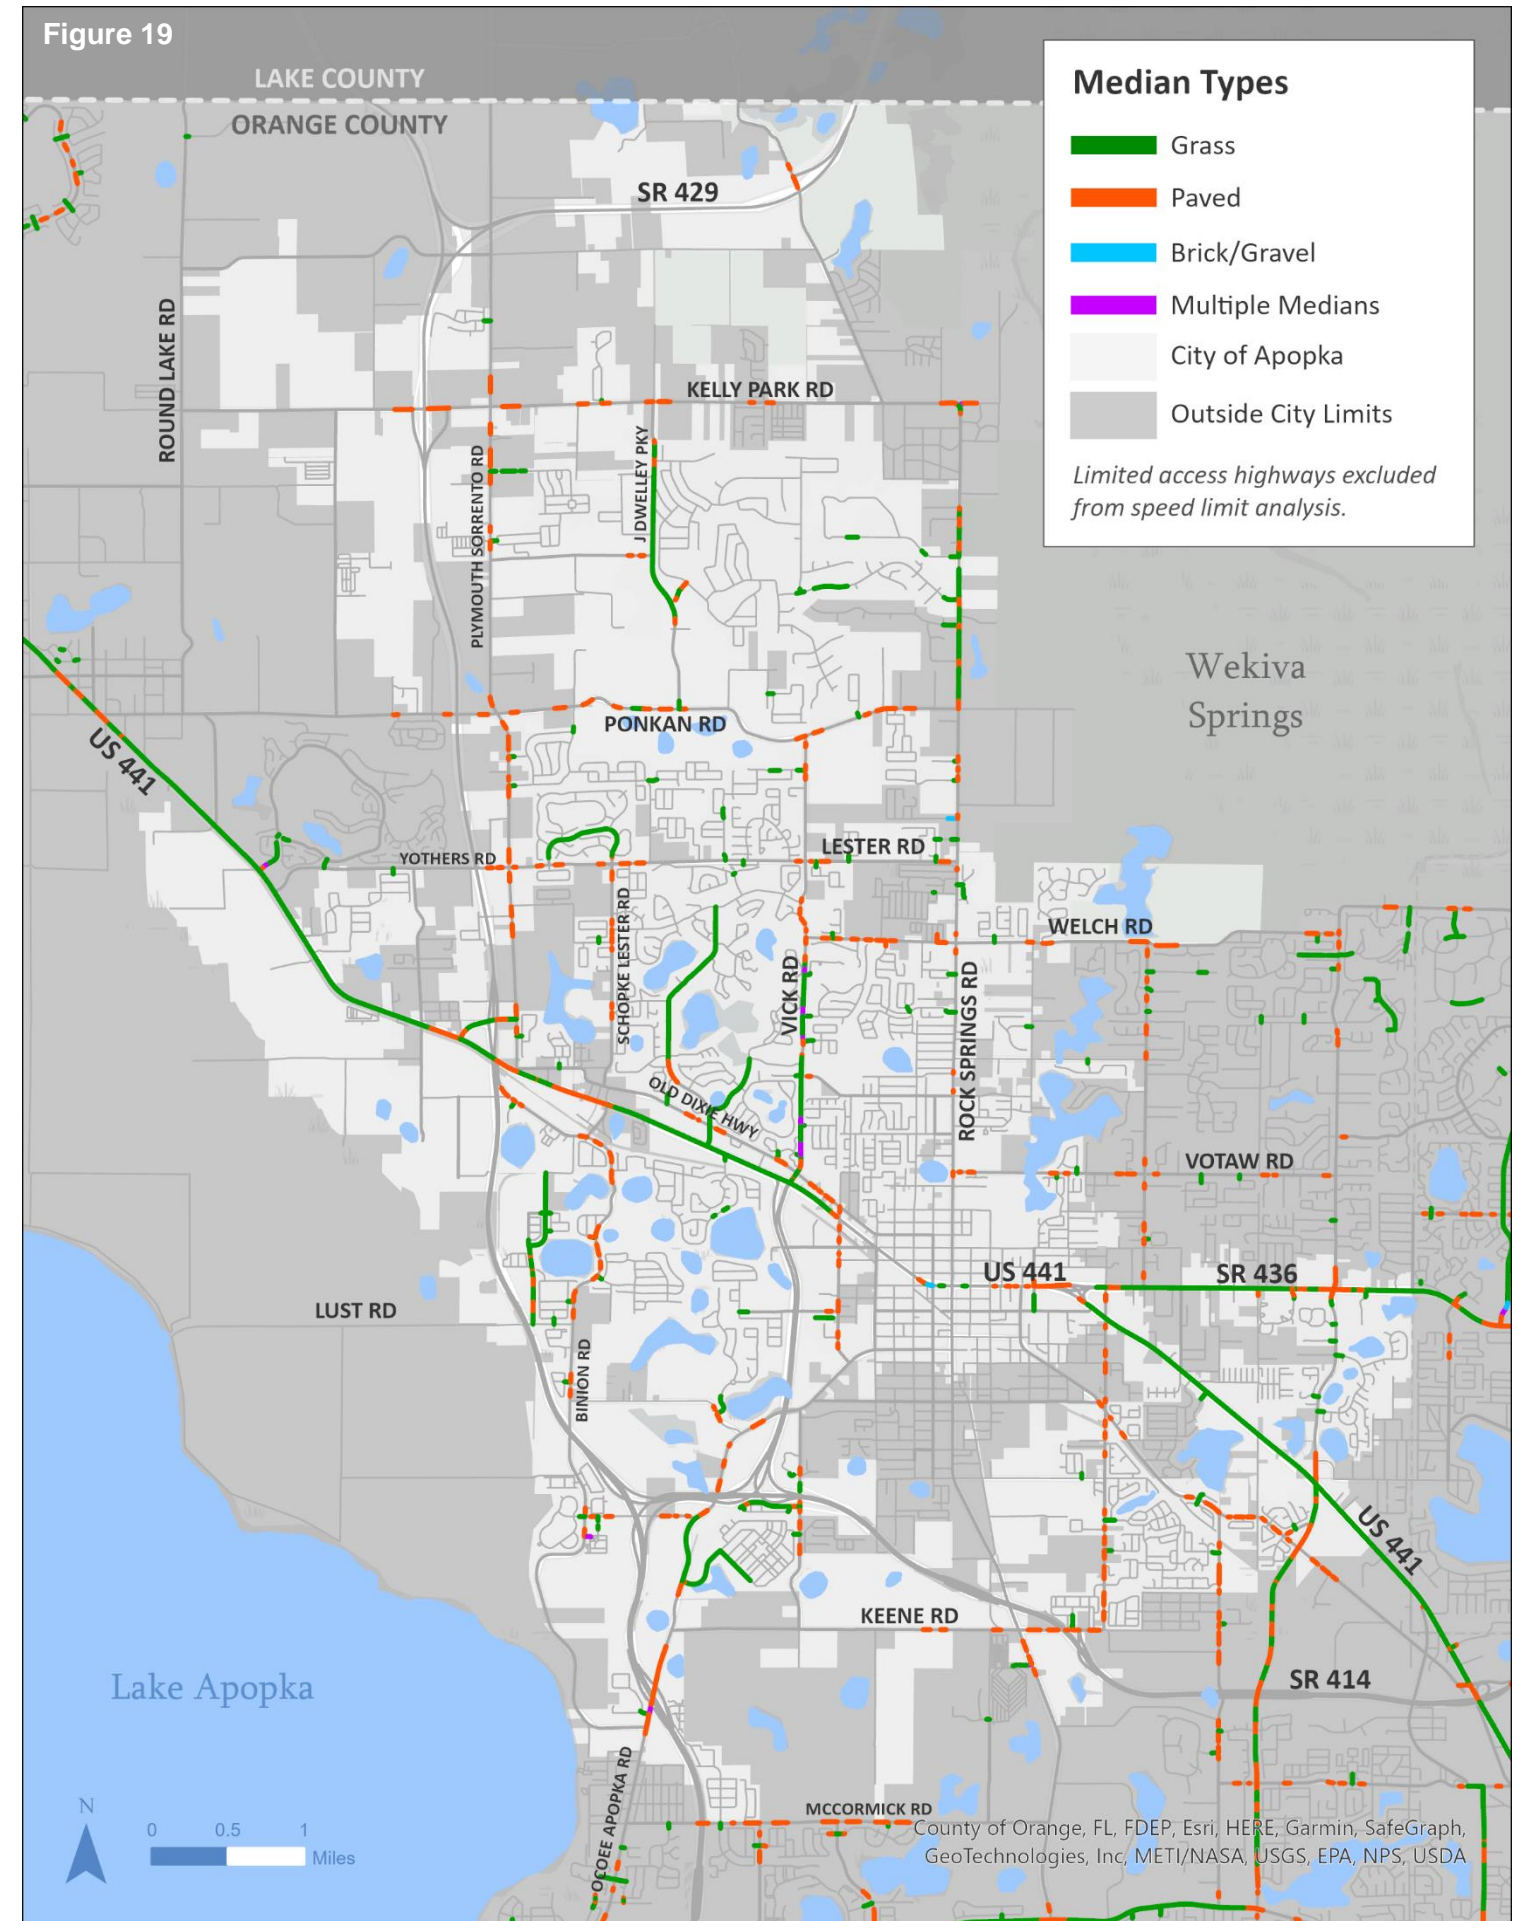 Figure 19
LAKE COUNTY
ORANGE COUNTY
Median Types
Grass
Paved
Brick/Gravel
Multiple Medians
City of Apopka
Outside City Limits
Limited access highways excluded
from speed limit analysis.
SR 429
ROUND LAKE RD
KELLY PARK RD
J DWELLEY PKY
PLYMOUTH SORRENTO RD
Wekiva
Springs
PONKAN RD
US 441
LESTER RD
YOTHERS RD
SCHOPKE LESTER RD
WELCH RD
VICK RD
ROCK SPRINGS RD
OLD DIXIE HWY
VOTAW RD
US 441
SR 436
LUST RD
BINION RD
US 441
KEENE RD
SR 414
Lake Apopka
OCOEE APOPKA RD
MCCORMICK RD
N
0 0.5 1
Miles
County of Orange, FL, FDEP, Esri, HERE, Garmin, SafeGraph,
GeoTechnologies, Inc, METI/NASA, USGS, EPA, NPS, USDA